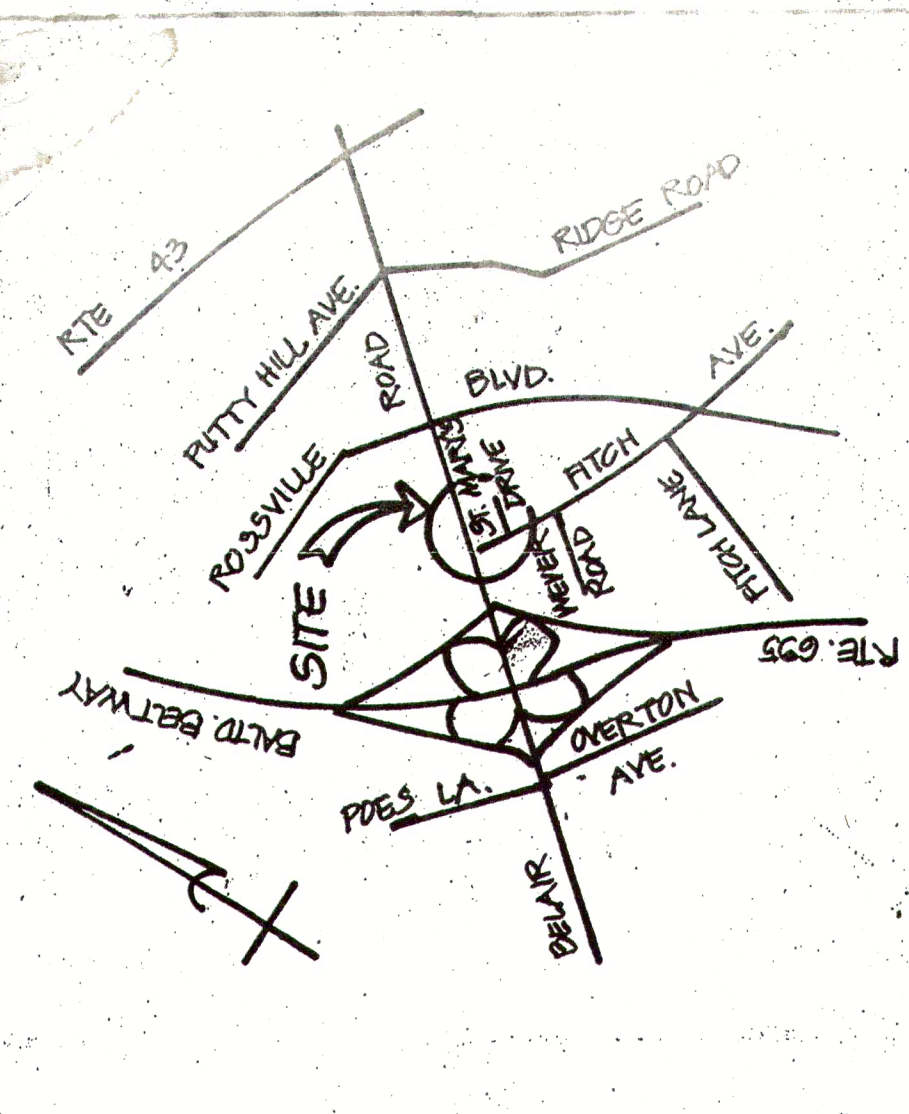 RTE 43
RIDGE ROAD
PUTTY HILL AVE.
ROAD
BLVD.
AVE.
ROSSVILLE
ST. MARKS
DRIVE
FITCH
FITCH LANE
WEYER
ROAD
SITE
RTE. 695
BALTO. BELTWAY
OVERTON
AVE.
POES LA.
BELAIR